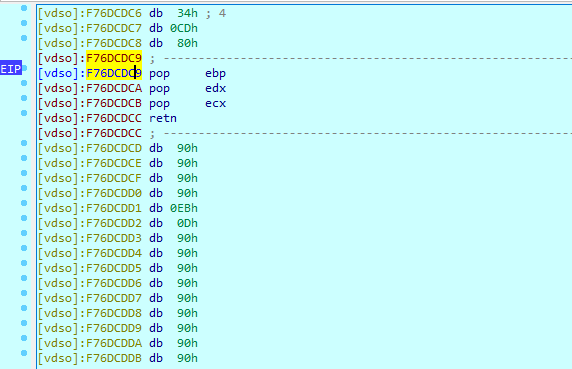 [vdso]:F76DCDC6 db 34h ; 4
[vdso]:F76DCDC7 db 0CDh
[vdso]:F76DCDC8 db 80h
[vdso]:F76DCDC9 ; ---------------------------------------------------------
EIP [vdso]:F76DCDC9 pop ebp
[vdso]:F76DCDCA pop edx
[vdso]:F76DCDCB pop ecx
[vdso]:F76DCDCC retn
[vdso]:F76DCDCC ; ---------------------------------------------------------
[vdso]:F76DCDCD db 90h
[vdso]:F76DCDCE db 90h
[vdso]:F76DCDCF db 90h
[vdso]:F76DCDD0 db 90h
[vdso]:F76DCDD1 db 0EBh
[vdso]:F76DCDD2 db 0Dh
[vdso]:F76DCDD3 db 90h
[vdso]:F76DCDD4 db 90h
[vdso]:F76DCDD5 db 90h
[vdso]:F76DCDD6 db 90h
[vdso]:F76DCDD7 db 90h
[vdso]:F76DCDD8 db 90h
[vdso]:F76DCDD9 db 90h
[vdso]:F76DCDDA db 90h
[vdso]:F76DCDDB db 90h